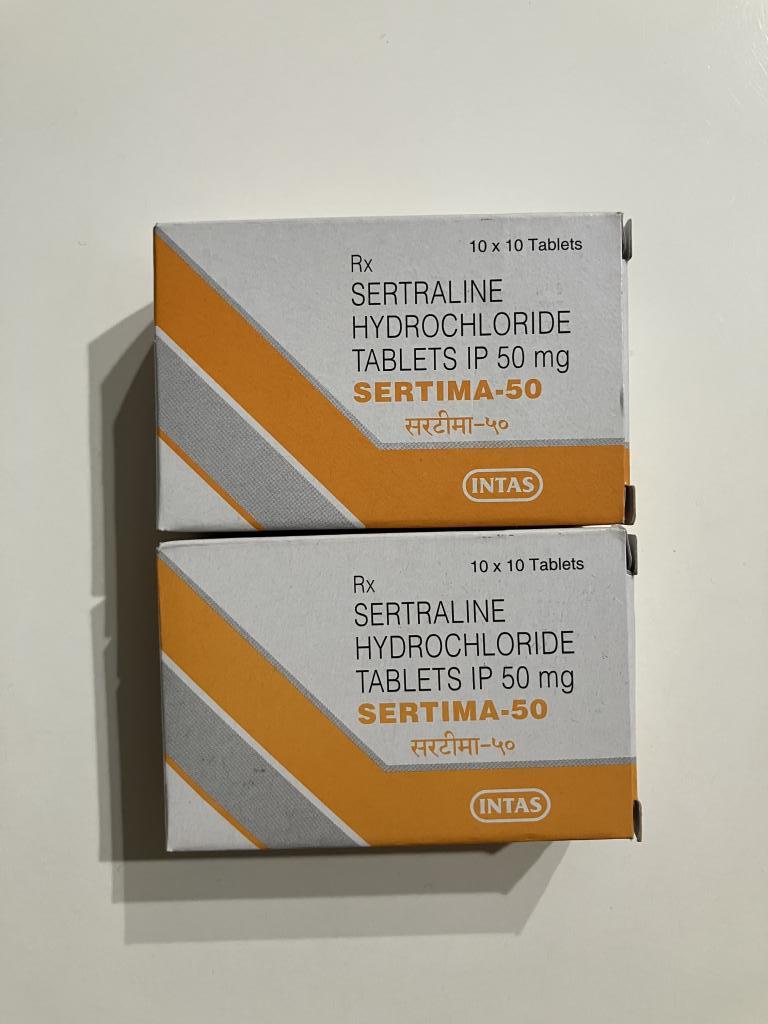 10 x 10 Tablets
Rx
SERTRALINE
HYDROCHLORIDE
TABLETS IP 50 mg
SERTIMA-50
सरटीमा-५०
INTAS
10 x 10 Tablets
Rx
SERTRALINE
HYDROCHLORIDE
TABLETS IP 50 mg
SERTIMA-50
सरटीमा-५०
INTAS